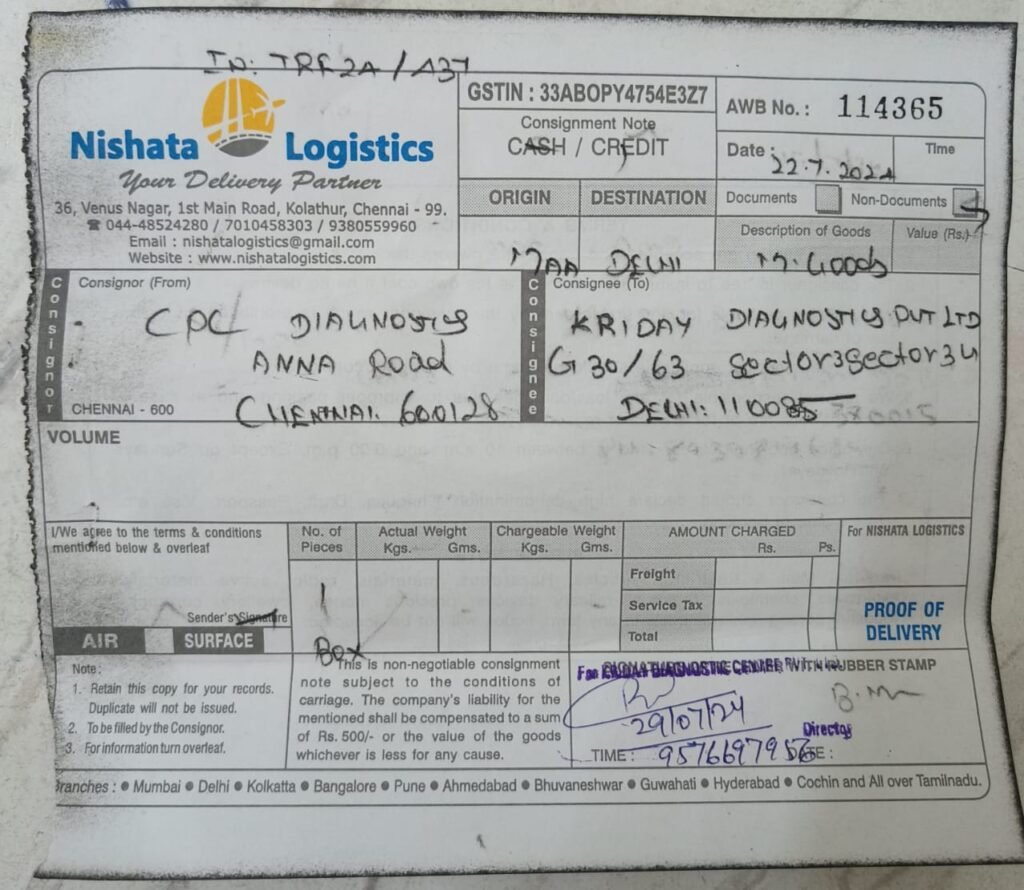 IN: TRF2A / A37
Nishata Logistics
Your Delivery Partner
36, Venus Nagar, 1st Main Road, Kolathur, Chennai - 99.
☎ 044-48524280 / 7010458303 / 9380559960
Email : nishatalogistics@gmail.com
Website : www.nishatalogistics.com
GSTIN : 33ABOPY4754E3Z7
Consignment Note
CASH / CREDIT
AWB No. : 114365
Date : 22.7.2024
Time
ORIGIN DESTINATION
MAA DELHI
Documents Non-Documents
Description of Goods Value (Rs.)
M. Goods
Consignor
Consignor (From)
CPC DIAGNOSTICS
ANNA Road
CHENNAI - 600 CHENNAI. 600128
Consignee
Consignee (To)
KRIDAY DIAGNOSTICS PVT LTD
G 30/63 Sector3Sector34
DELHI: 110085
VOLUME
I/We agree to the terms & conditions
mentioned below & overleaf
Sender's Signature
AIR SURFACE
No. of Pieces
1
Box
Actual Weight
Kgs. Gms.
Chargeable Weight
Kgs. Gms.
AMOUNT CHARGED
Rs. Ps.
Freight
Service Tax
Total
For NISHATA LOGISTICS
PROOF OF
DELIVERY
Note :
1. Retain this copy for your records.
Duplicate will not be issued.
2. To be filled by the Consignor.
3. For information turn overleaf.
This is non-negotiable consignment
note subject to the conditions of
carriage. The company's liability for the
mentioned shall be compensated to a sum
of Rs. 500/- or the value of the goods
whichever is less for any cause.
WITH RUBBER STAMP
29/07/24
Director
TIME : 9576697956 DATE :
Branches : ● Mumbai ● Delhi ● Kolkatta ● Bangalore ● Pune ● Ahmedabad ● Bhuvaneshwar ● Guwahati ● Hyderabad ● Cochin and All over Tamilnadu.